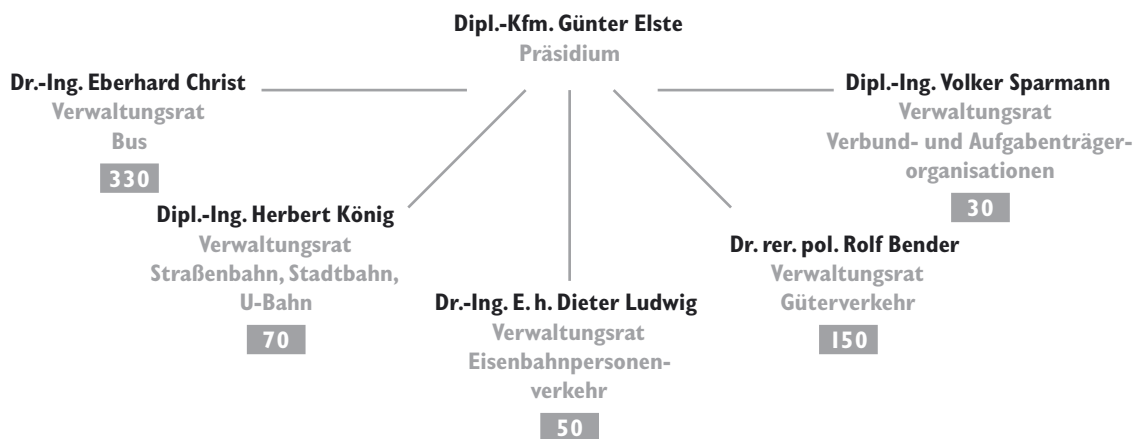 Dipl.-Kfm. Günter Elste
Präsidium
Dr.-Ing. Eberhard Christ
Verwaltungsrat
Bus
330
Dipl.-Ing. Volker Sparmann
Verwaltungsrat
Verbund- und Aufgabenträger-
organisationen
30
Dipl.-Ing. Herbert König
Verwaltungsrat
Straßenbahn, Stadtbahn,
U-Bahn
70
Dr. rer. pol. Rolf Bender
Verwaltungsrat
Güterverkehr
150
Dr.-Ing. E. h. Dieter Ludwig
Verwaltungsrat
Eisenbahnpersonen-
verkehr
50